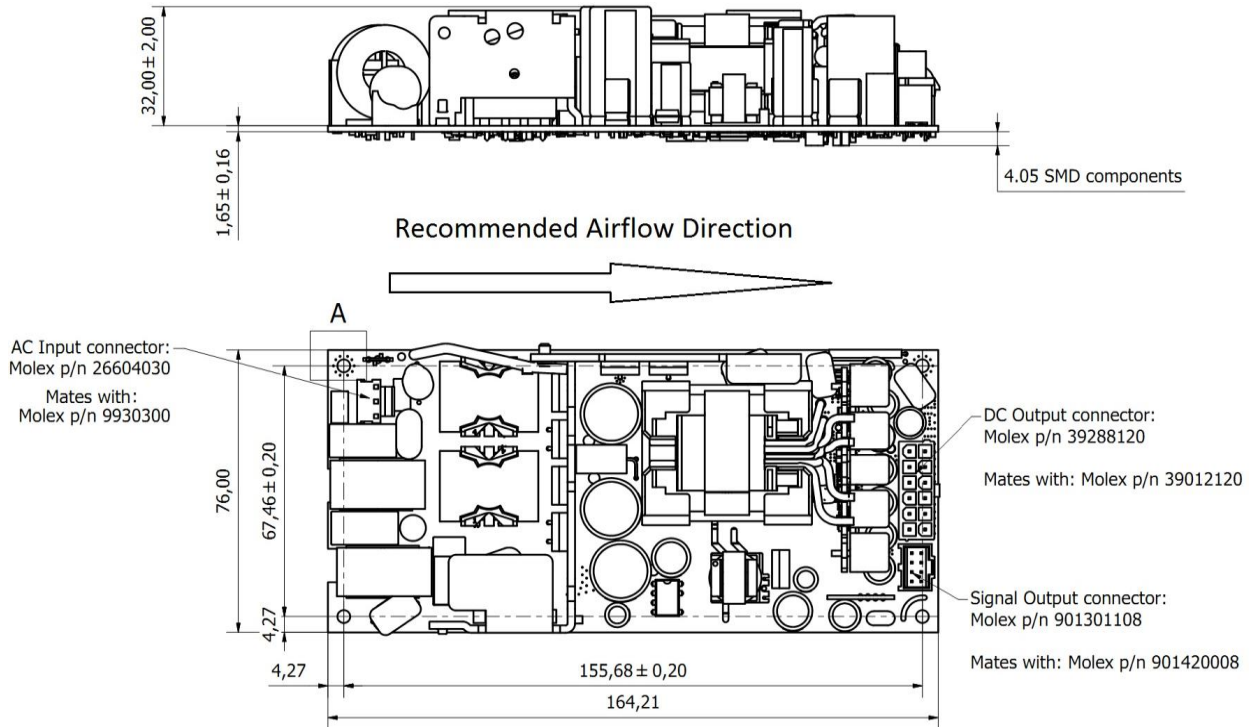 32,00 ± 2,00
1,65 ± 0,16
4.05 SMD components
Recommended Airflow Direction
A
AC Input connector:
Molex p/n 26604030
Mates with:
Molex p/n 9930300
76,00
67,46 ± 0,20
4,27
4,27
155,68 ± 0,20
164,21
DC Output connector:
Molex p/n 39288120
Mates with: Molex p/n 39012120
Signal Output connector:
Molex p/n 901301108
Mates with: Molex p/n 901420008